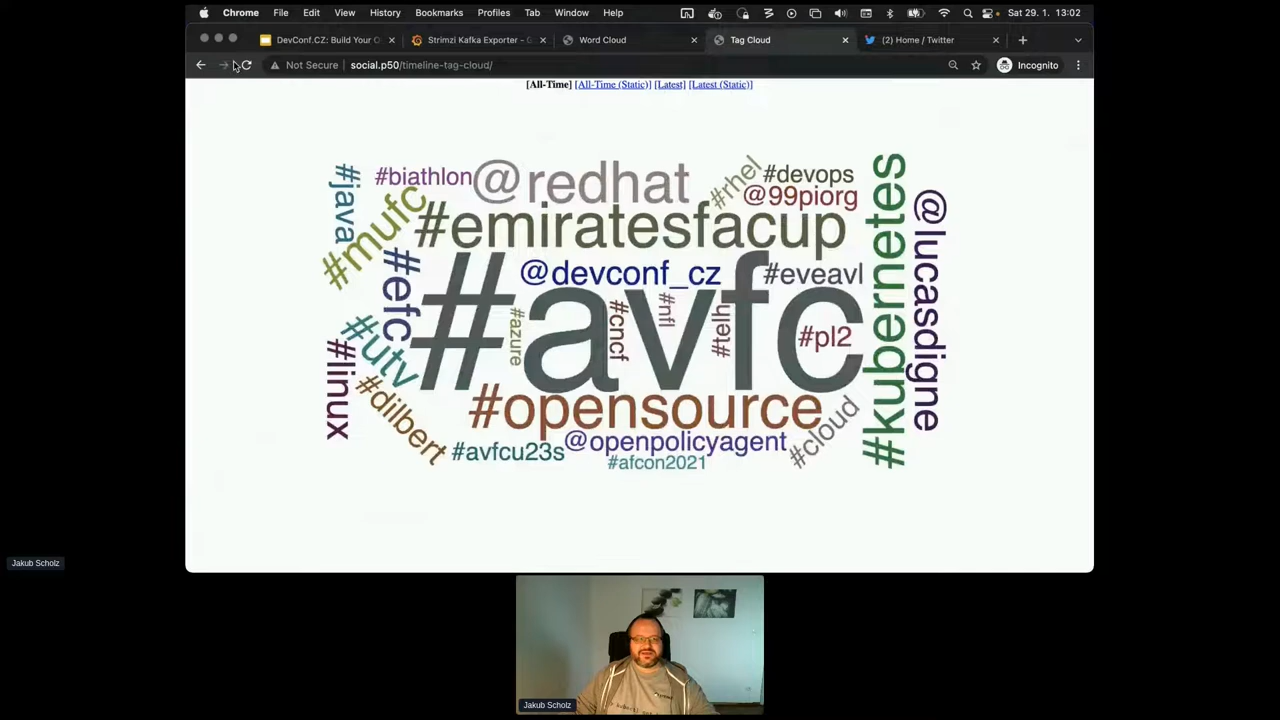 Chrome File Edit View History Bookmarks Profiles Tab Window Help Sat 29. 1. 13:02
DevConf.CZ: Build Your O
Strimzi Kafka Exporter - G
Word Cloud
Tag Cloud
(2) Home / Twitter
Not Secure social.p50/timeline-tag-cloud/ Incognito
[All-Time] [All-Time (Static)] [Latest] [Latest (Static)]
#java
#biathlon
@redhat
#rhel
#devops
@99piorg
#kubernetes
@lucasdigne
#mufc
#emiratesfacup
#efc
@devconf_cz
#eveavl
#avfc
#azure
#cncf
#nfl
#telh
#pl2
#utv
#linux
#dilbert
#opensource
#cloud
#avfcu23s
@openpolicyagent
#afcon2021
Jakub Scholz
Jakub Scholz